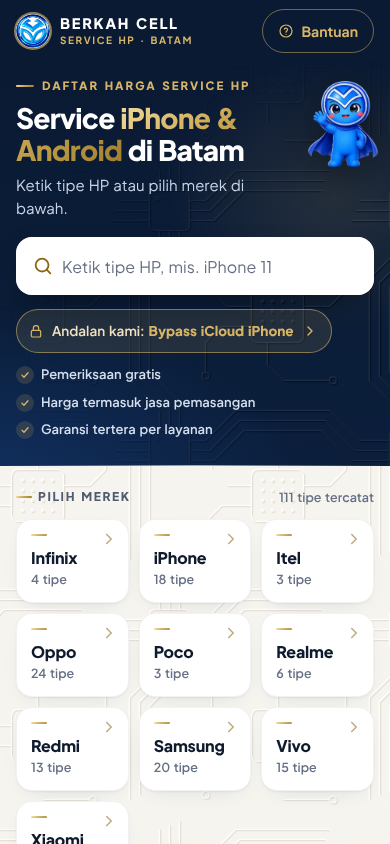 BERKAH CELL
SERVICE HP · BATAM
Bantuan
DAFTAR HARGA SERVICE HP
Service iPhone &
Android di Batam
Ketik tipe HP atau pilih merek di
bawah.
Ketik tipe HP, mis. iPhone 11
Andalan kami: Bypass iCloud iPhone
Pemeriksaan gratis
Harga termasuk jasa pemasangan
Garansi tertera per layanan
PILIH MEREK
111 tipe tercatat
Infinix
4 tipe
iPhone
18 tipe
Itel
3 tipe
Oppo
24 tipe
Poco
3 tipe
Realme
6 tipe
Redmi
13 tipe
Samsung
20 tipe
Vivo
15 tipe
Xiaomi